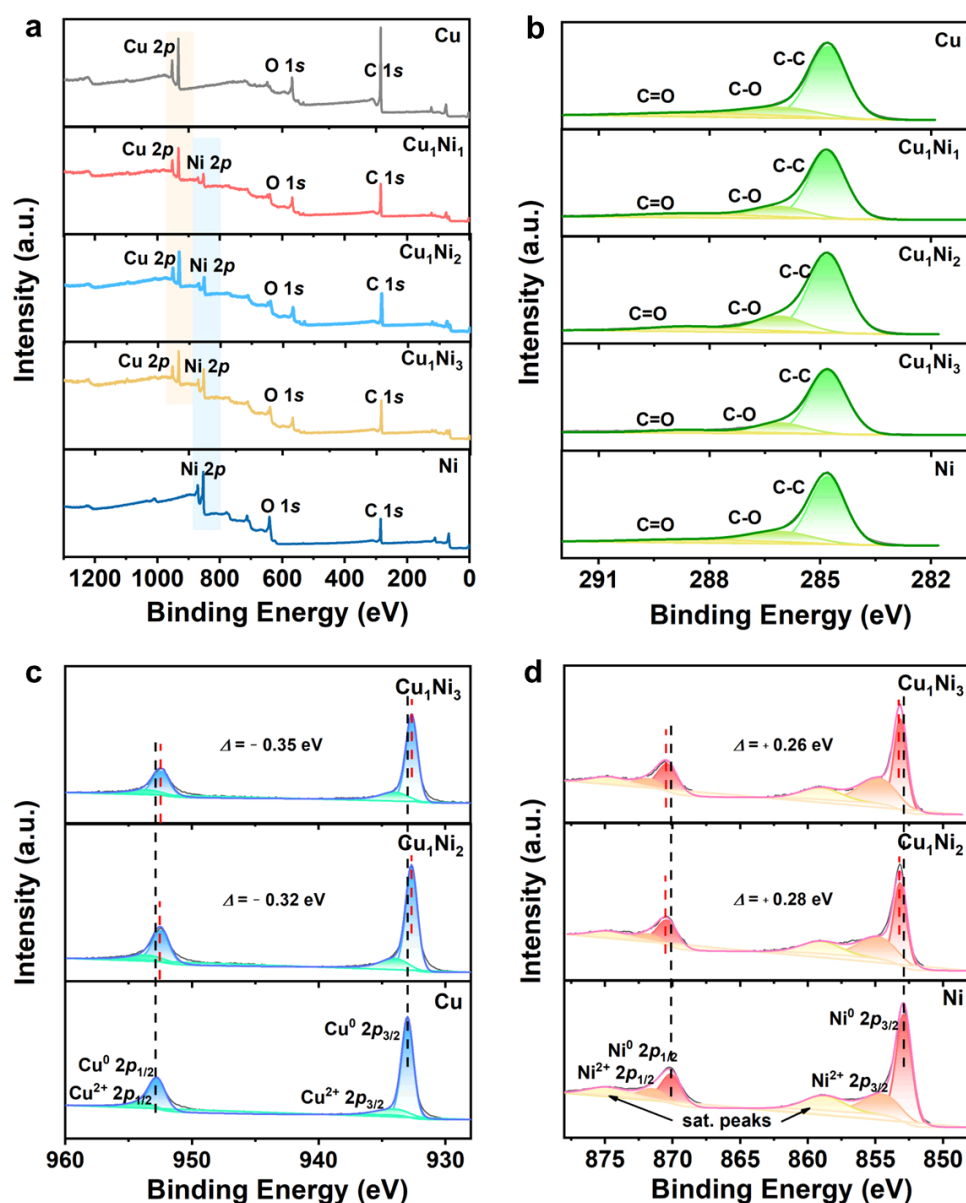 a
Cu
Cu 2p
O 1s
C 1s
Cu₁Ni₁
Cu 2p
Ni 2p
O 1s
C 1s
Cu₁Ni₂
Cu 2p
Ni 2p
O 1s
C 1s
Cu₁Ni₃
Cu 2p
Ni 2p
O 1s
C 1s
Ni
Ni 2p
O 1s
C 1s
Intensity (a.u.)
1200 1000 800 600 400 200 0
Binding Energy (eV)
b
Cu
C-C
C-O
C=O
Cu₁Ni₁
C-C
C-O
C=O
Cu₁Ni₂
C-C
C-O
C=O
Cu₁Ni₃
C-C
C-O
C=O
Ni
C-C
C-O
C=O
Intensity (a.u.)
291 288 285 282
Binding Energy (eV)
c
Cu₁Ni₃
Δ = - 0.35 eV
Cu₁Ni₂
Δ = - 0.32 eV
Cu
Cu⁰ 2p₃/₂
Cu⁰ 2p₁/₂
Cu²⁺ 2p₁/₂
Cu²⁺ 2p₃/₂
Intensity (a.u.)
960 950 940 930
Binding Energy (eV)
d
Cu₁Ni₃
Δ = + 0.26 eV
Cu₁Ni₂
Δ = + 0.28 eV
Ni
Ni⁰ 2p₃/₂
Ni⁰ 2p₁/₂
Ni²⁺ 2p₁/₂
Ni²⁺ 2p₃/₂
sat. peaks
Intensity (a.u.)
875 870 865 860 855 850
Binding Energy (eV)